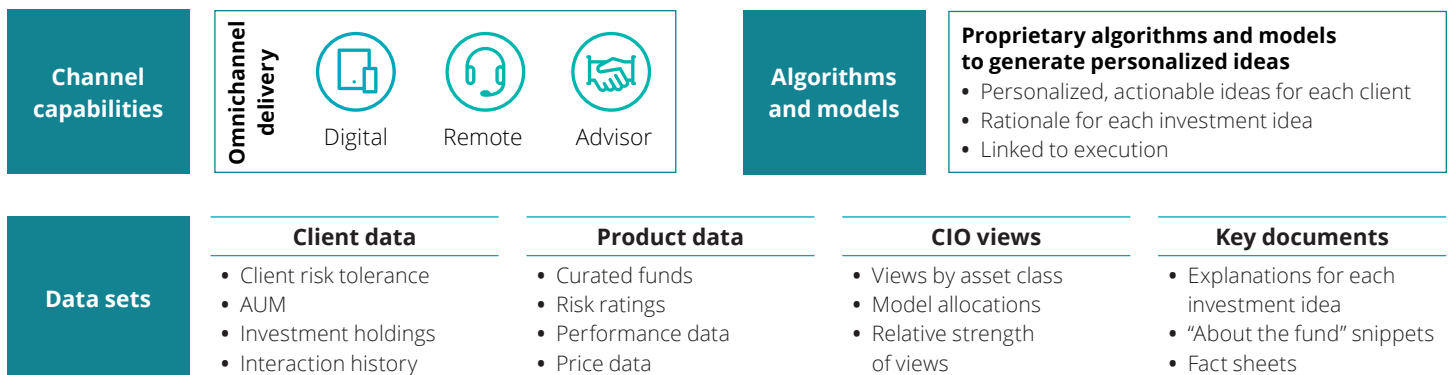 Channel
capabilities
Omnichannel
delivery
Digital
Remote
Advisor
Algorithms
and models
Proprietary algorithms and models
to generate personalized ideas
• Personalized, actionable ideas for each client
• Rationale for each investment idea
• Linked to execution
Data sets
Client data
• Client risk tolerance
• AUM
• Investment holdings
• Interaction history
Product data
• Curated funds
• Risk ratings
• Performance data
• Price data
CIO views
• Views by asset class
• Model allocations
• Relative strength
of views
Key documents
• Explanations for each
investment idea
• “About the fund” snippets
• Fact sheets